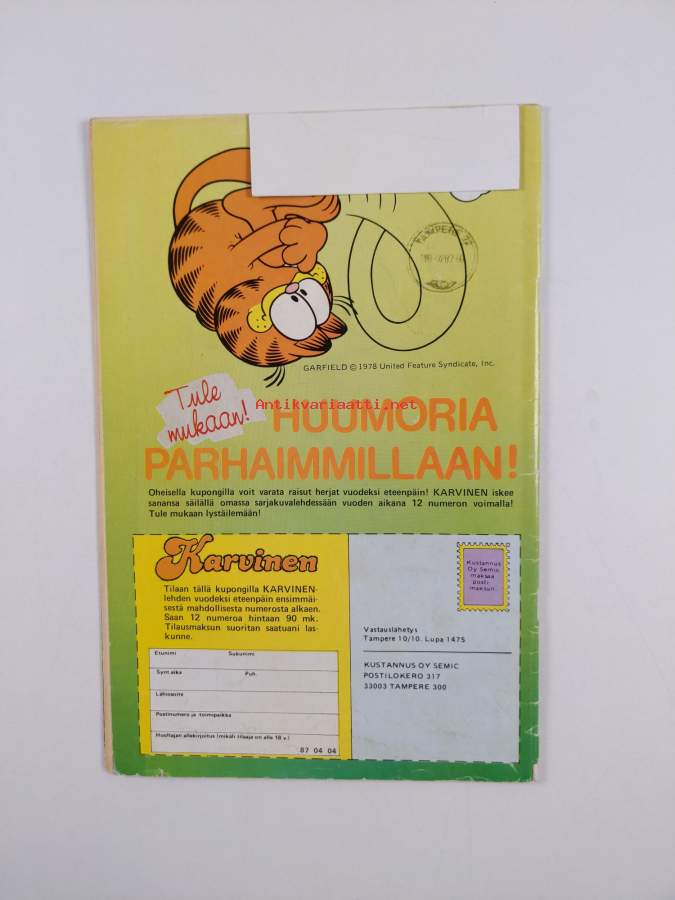 TAMPERE
GARFIELD © 1978 United Feature Syndicate, Inc.
Tule
mukaan!
Antikvariaatti.net
HUUMORIA
PARHAIMMILLAAN!
Oheisella kupongilla voit varata raisut herjat vuodeksi eteenpäin! KARVINEN iskee
sanansa säilällä omassa sarjakuvalehdessään vuoden aikana 12 numeron voimalla!
Tule mukaan lystäilemään!
Karvinen
Tilaan tällä kupongilla KARVINEN-
lehden vuodeksi eteenpäin ensimmäi-
sestä mahdollisesta numerosta alkaen.
Saan 12 numeroa hintaan 90 mk.
Tilausmaksun suoritan saatuani las-
kunne.
Etunimi Sukunimi
Synt.aika Puh.
Lähiosoite
Postinumero ja -toimipaikka
Huoltajan allekirjoitus (mikäli tilaaja on alle 18 v.)
87 04 04
Kustannus
Oy Semic
maksaa
posti-
maksun.
Vastauslähetys
Tampere 10/10. Lupa 1475
KUSTANNUS OY SEMIC
POSTILOKERO 317
33003 TAMPERE 300